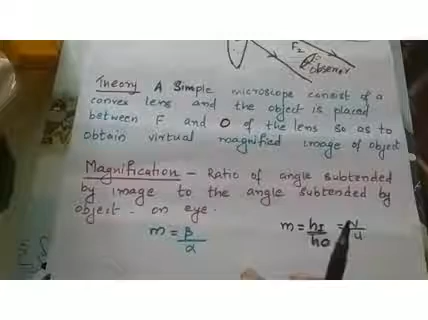 F2
observer
Theory A Simple microscope consist of a
convex lens and the object is placed
between F and O of the lens so as to
obtain virtual magnified image of object
Magnification - Ratio of angle subtended
by image to the angle subtended by
object - on eye.
m = β/α m = hI/hO = v/u